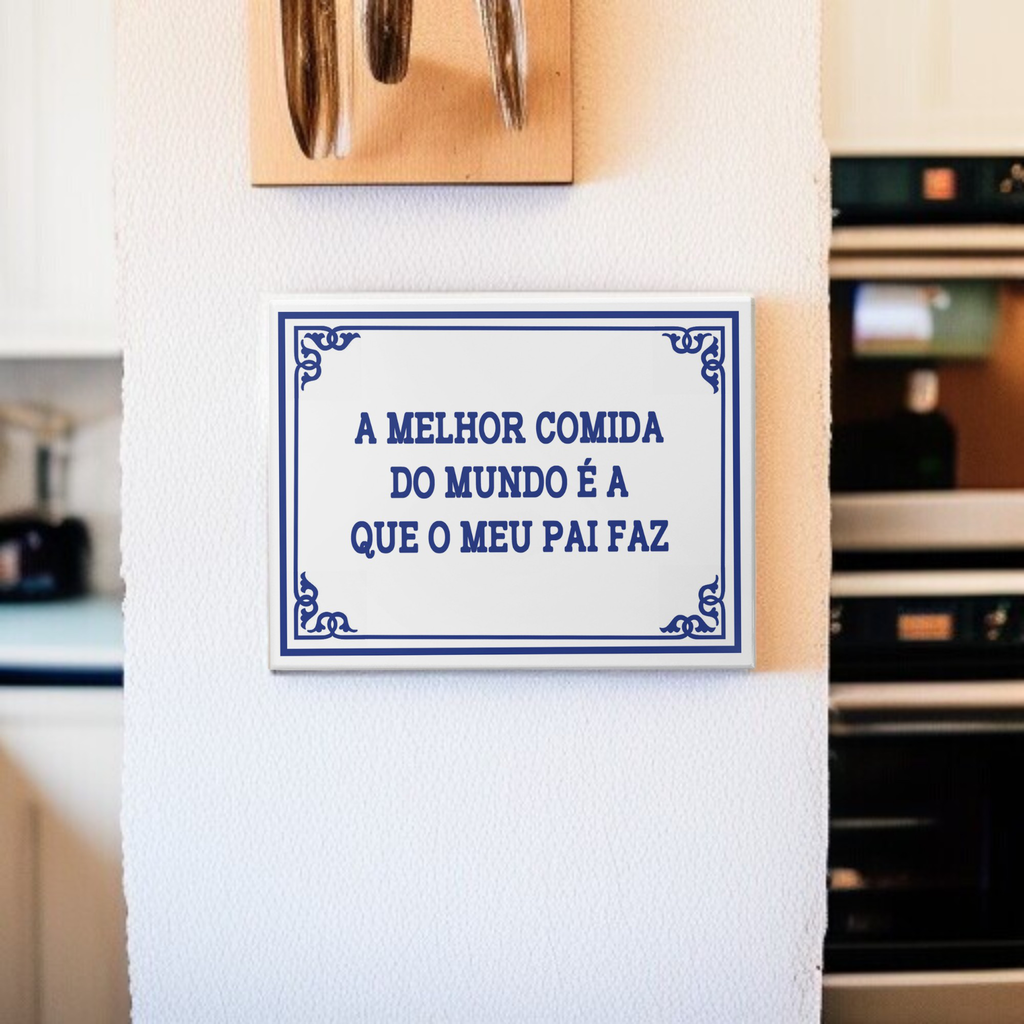 A MELHOR COMIDA
DO MUNDO É A
QUE O MEU PAI FAZ